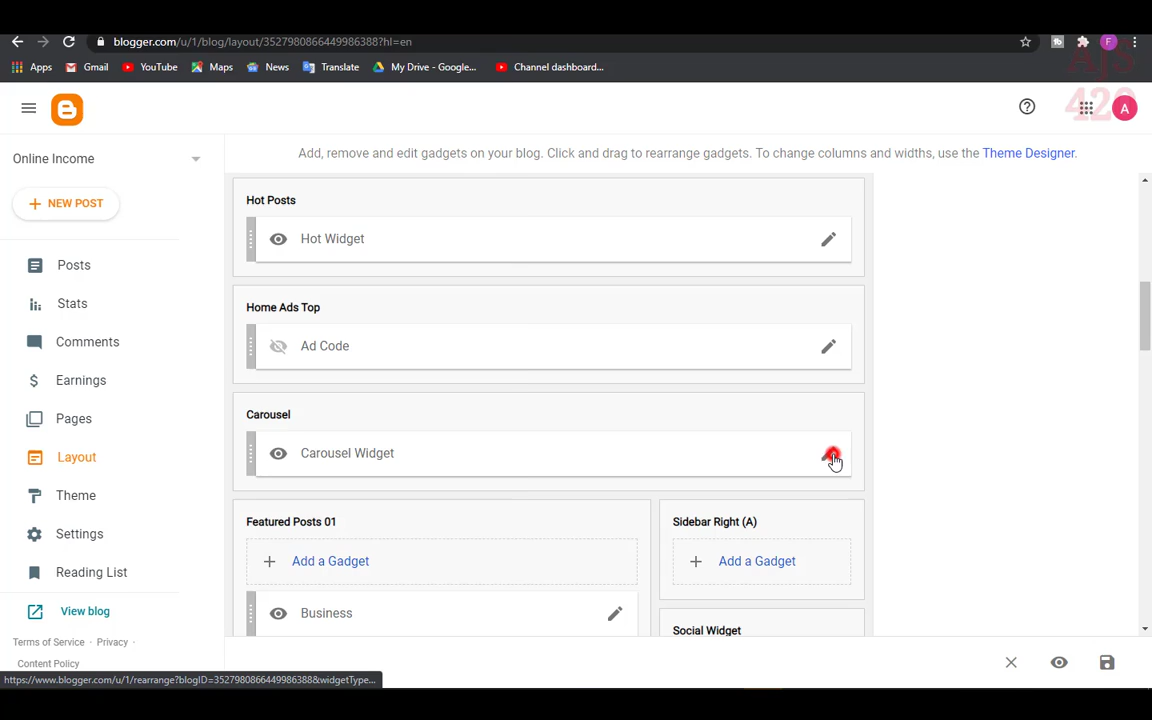 blogger.com/u/1/blog/layout/3527980866449986388?hl=en
Apps Gmail YouTube Maps News Translate My Drive - Google... Channel dashboard...
F
AJS
420
A
Online Income
Add, remove and edit gadgets on your blog. Click and drag to rearrange gadgets. To change columns and widths, use the Theme Designer.
NEW POST
Posts
Stats
Comments
Earnings
Pages
Layout
Theme
Settings
Reading List
View blog
Terms of Service · Privacy ·
Content Policy
Hot Posts
Hot Widget
Home Ads Top
Ad Code
Carousel
Carousel Widget
Featured Posts 01
Add a Gadget
Business
Sidebar Right (A)
Add a Gadget
Social Widget
https://www.blogger.com/u/1/rearrange?blogID=3527980866449986388&widgetType...